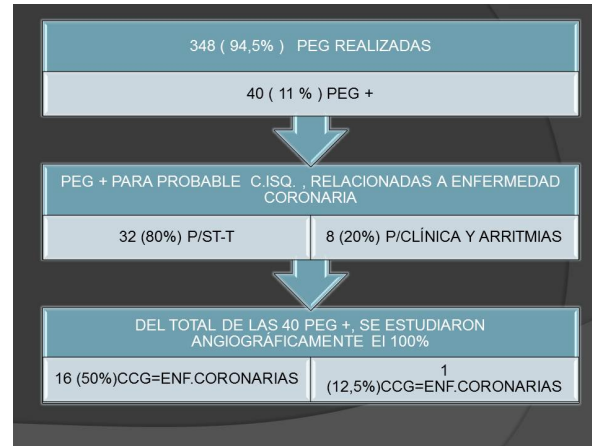 348 ( 94,5% ) PEG REALIZADAS
40 ( 11 % ) PEG +
PEG + PARA PROBABLE C.ISQ. , RELACIONADAS A ENFERMEDAD
CORONARIA
32 (80%) P/ST-T
8 (20%) P/CLÍNICA Y ARRITMIAS
DEL TOTAL DE LAS 40 PEG +, SE ESTUDIARON
ANGIOGRÁFICAMENTE El 100%
16 (50%)CCG=ENF.CORONARIAS
1
(12,5%)CCG=ENF.CORONARIAS